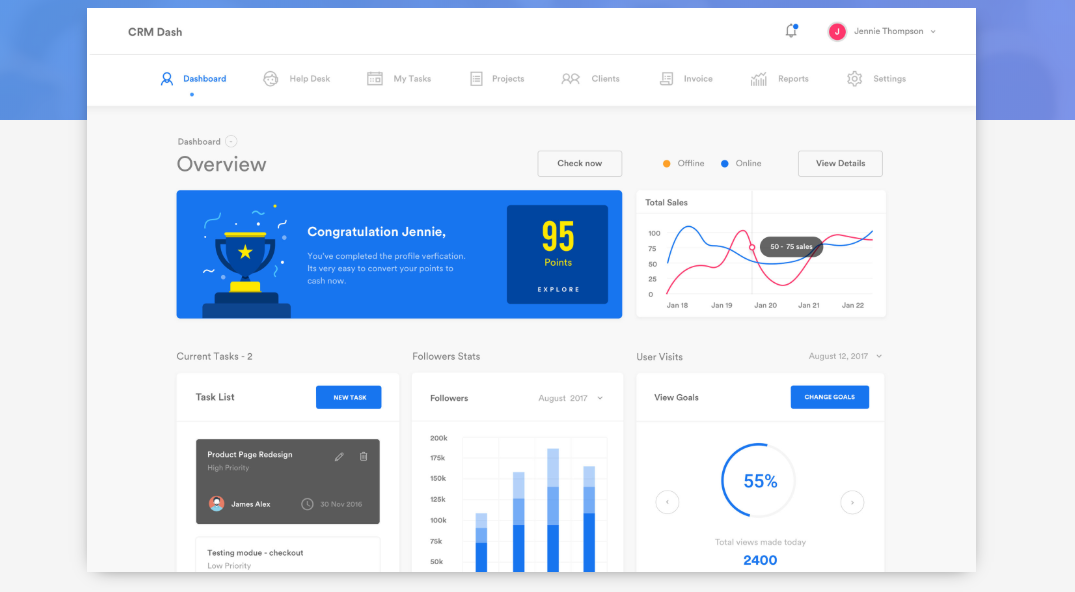 CRM Dash
J
Jennie Thompson
Dashboard
Help Desk
My Tasks
Projects
Clients
Invoice
Reports
Settings
Dashboard
Overview
Check now
Offline
Online
View Details
Congratulation Jennie,
You've completed the profile verfication.
Its very easy to convert your points to
cash now.
95
Points
EXPLORE
Total Sales
100
75
50
25
0
50 - 75 sales
Jan 18
Jan 19
Jan 20
Jan 21
Jan 22
Current Tasks - 2
Task List
NEW TASK
Product Page Redesign
High Priority
James Alex
30 Nov 2016
Testing modue - checkout
Low Priority
Followers Stats
Followers
August 2017
200k
175k
150k
125k
100k
75k
50k
User Visits
August 12, 2017
View Goals
CHANGE GOALS
55%
Total views made today
2400